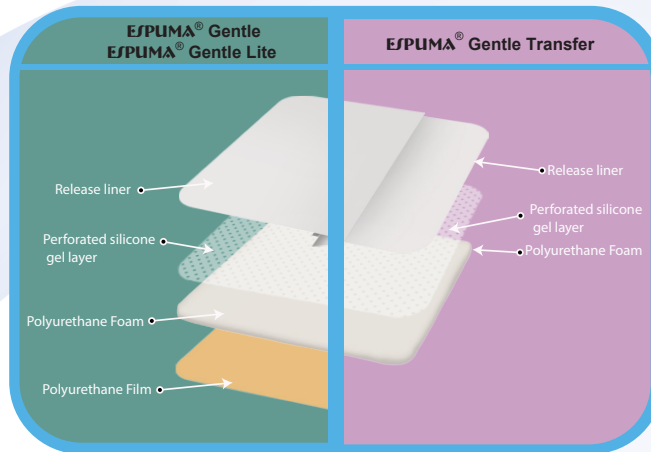 ESPUMA® Gentle
ESPUMA® Gentle Lite
Release liner
Perforated silicone
gel layer
Polyurethane Foam
Polyurethane Film
ESPUMA® Gentle Transfer
Release liner
Perforated silicone
gel layer
Polyurethane Foam